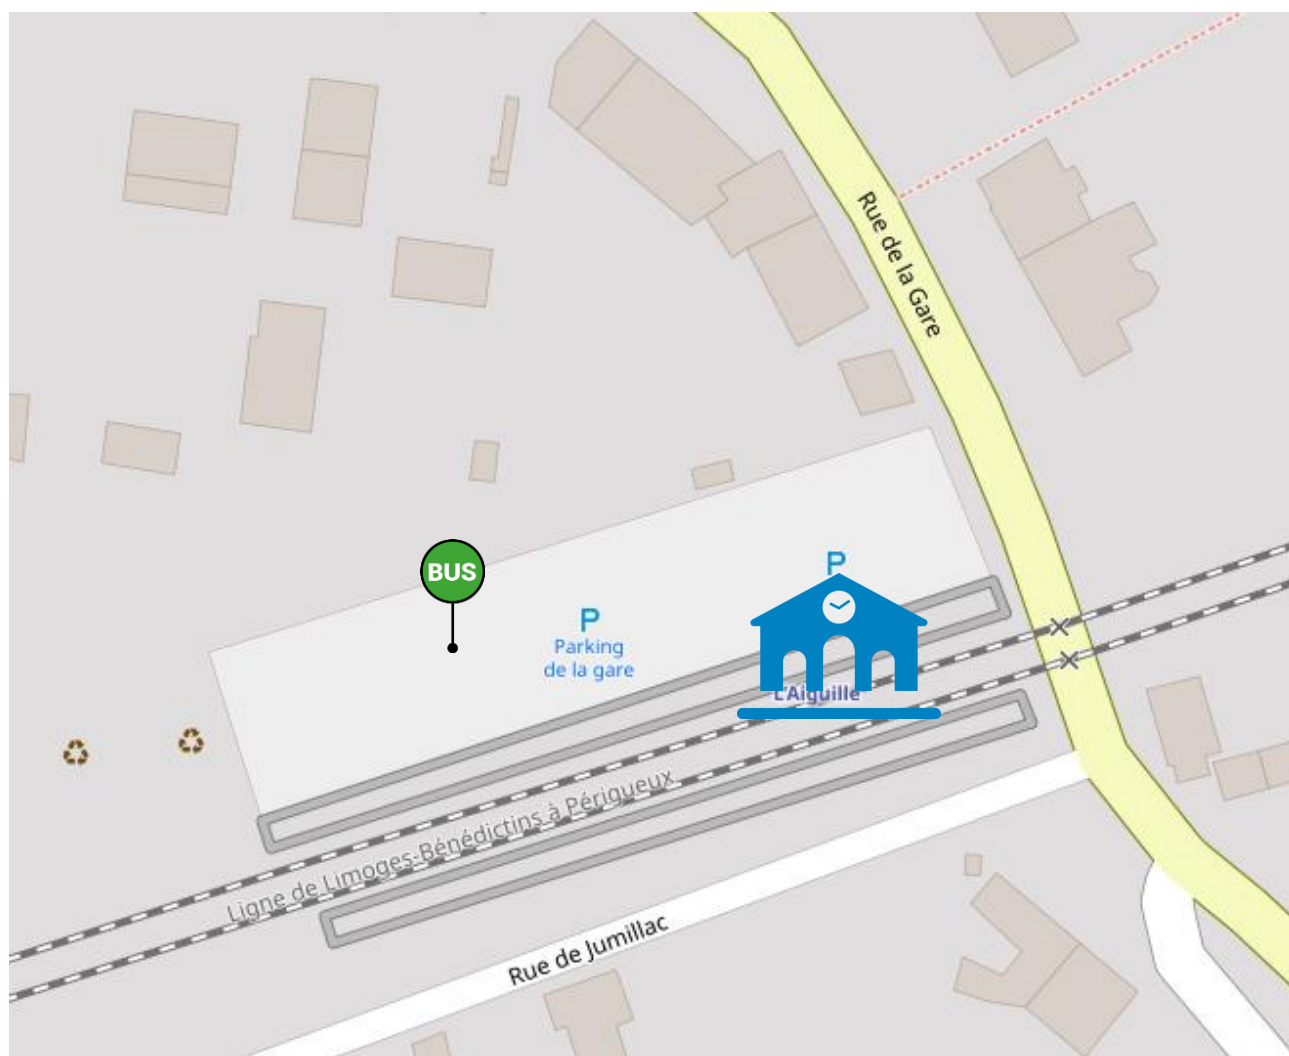 Rue de la Gare
P
BUS
P
Parking
de la gare
L'Aiguille
Ligne de Limoges-Bénédictins à Périgueux
Rue de Jumillac